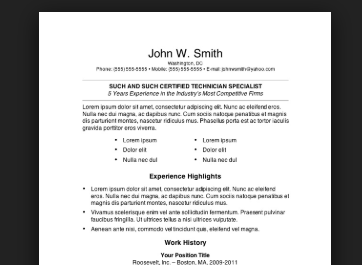 John W. Smith
Washington, DC
Phone: (555) 555-5555 • Mobile: (555) 555-5555 • E-mail: johnwsmith@yahoo.com
SUCH AND SUCH CERTIFIED TECHNICIAN SPECIALIST
5 Years Experience in the Industry's Most Competitive Firms
Lorem ipsum dolor sit amet, consectetur adipiscing elit. Nunc at eleifend eros.
Nulla nec dui ac dapibus nunc. Cum sociis natoque penatibus et magnis
dis parturient montes, nascetur ridiculus mus. Phasellus porta est ac tortor iaculis
gravida porttitor eros viverra.
• Lorem ipsum • Lorem ipsum
• Dolor elit • Dolor elit
• Nulla nec dui • Nulla nec dui
Experience Highlights
• Lorem ipsum dolor sit amet, consectetur adipiscing elit. Nunc at eleifend
eros. Nulla nec dui ac dapibus nunc. Cum sociis natoque penatibus et
magnis dis parturient montes, nascetur ridiculus mus.
• Vivamus scelerisque enim vel ante sollicitudin fermentum. Praesent pulvinar
faucibus fringilla. Ut ultrices tellus a nisi ullamcorper vulputate.
• Aenean ante nisi, commodo vel tincidunt quis, eleifend vel magna.
Work History
Your Position Title
Roosevelt, Inc. – Boston, MA, 2009-2011